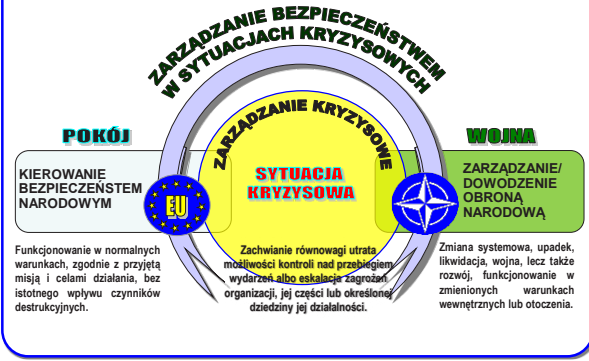 ZARZĄDZANIE BEZPIECZEŃSTWEM
W SYTUACJACH KRYZYSOWYCH
ZARZĄDZANIE KRYZYSOWE
POKÓJ
WOJNA
KIEROWANIE
BEZPIECZEŃSTEM
NARODOWYM
EU
SYTUACJA
KRYZYSOWA
ZARZĄDZANIE/
DOWODZENIE
OBRONĄ
NARODOWĄ
Funkcjonowanie w normalnych
warunkach, zgodnie z przyjętą
misją i celami działania, bez
istotnego wpływu czynników
destrukcyjnych.
Zachwianie równowagi utrata
możliwości kontroli nad przebiegiem
wydarzeń albo eskalacja zagrożeń
organizacji, jej części lub określonej
dziedziny jej działalności.
Zmiana systemowa, upadek,
likwidacja, wojna, lecz także
rozwój, funkcjonowanie w
zmienionych warunkach
wewnętrznych lub otoczenia.